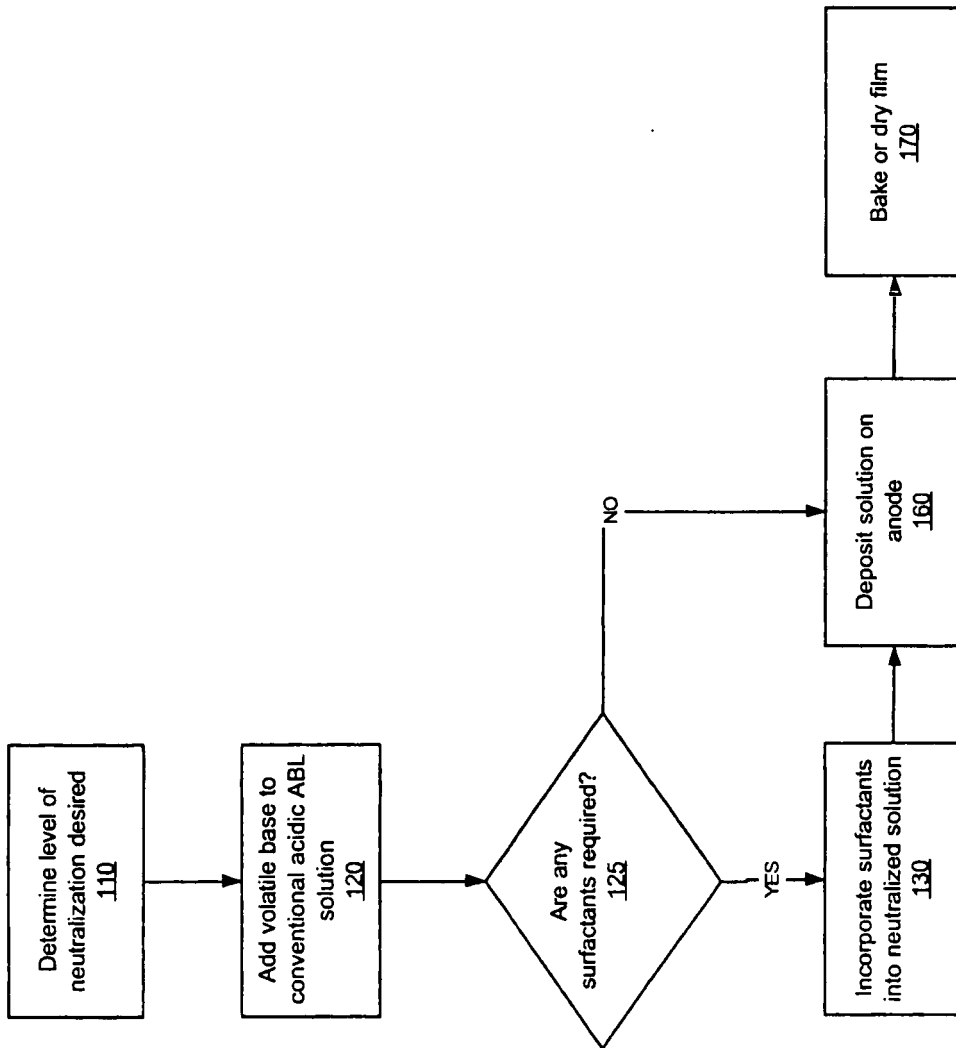 Determine level of
neutralization desired
110
Add volatile base to
conventional acidic ABL
solution
120
Are any
surfactants required?
125
NO
YES
Incorporate surfactants
into neutralized solution
130
Deposit solution on
anode
160
Bake or dry film
170